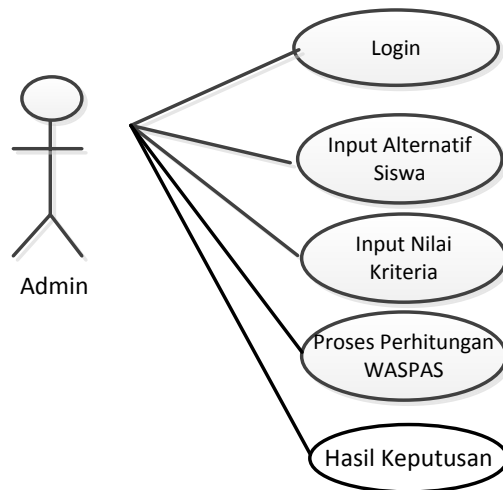 Login
Input Alternatif
Siswa
Input Nilai
Kriteria
Admin
Proses Perhitungan
WASPAS
Hasil Keputusan